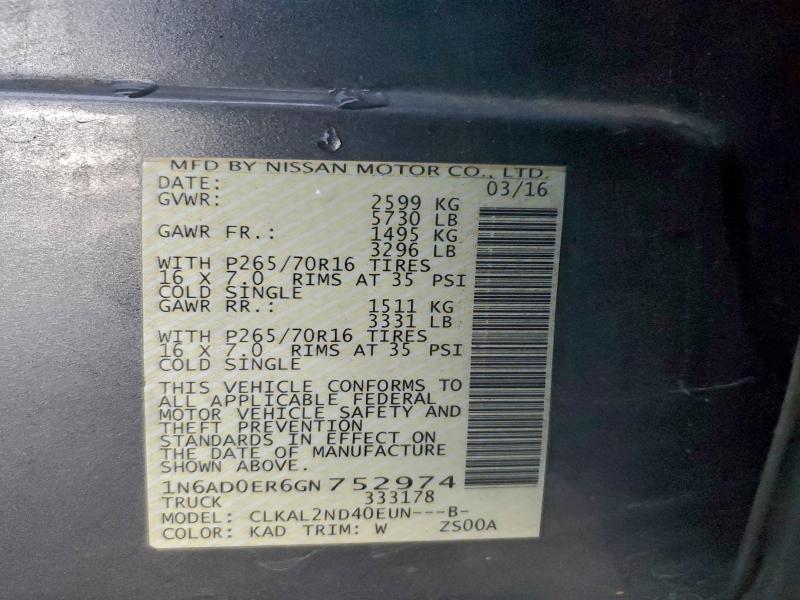 MFD BY NISSAN MOTOR CO., LTD.
DATE: 03/16
GVWR: 2599 KG
5730 LB
GAWR FR.: 1495 KG
3296 LB
WITH P265/70R16 TIRES
16 X 7.0 RIMS AT 35 PSI
COLD SINGLE
GAWR RR.: 1511 KG
3331 LB
WITH P265/70R16 TIRES
16 X 7.0 RIMS AT 35 PSI
COLD SINGLE
THIS VEHICLE CONFORMS TO
ALL APPLICABLE FEDERAL
MOTOR VEHICLE SAFETY AND
THEFT PREVENTION
STANDARDS IN EFFECT ON
THE DATE OF MANUFACTURE
SHOWN ABOVE.
1N6AD0ER6GN752974
TRUCK 333178
MODEL: CLKAL2ND40EUN---B-
COLOR: KAD TRIM: W ZS00A